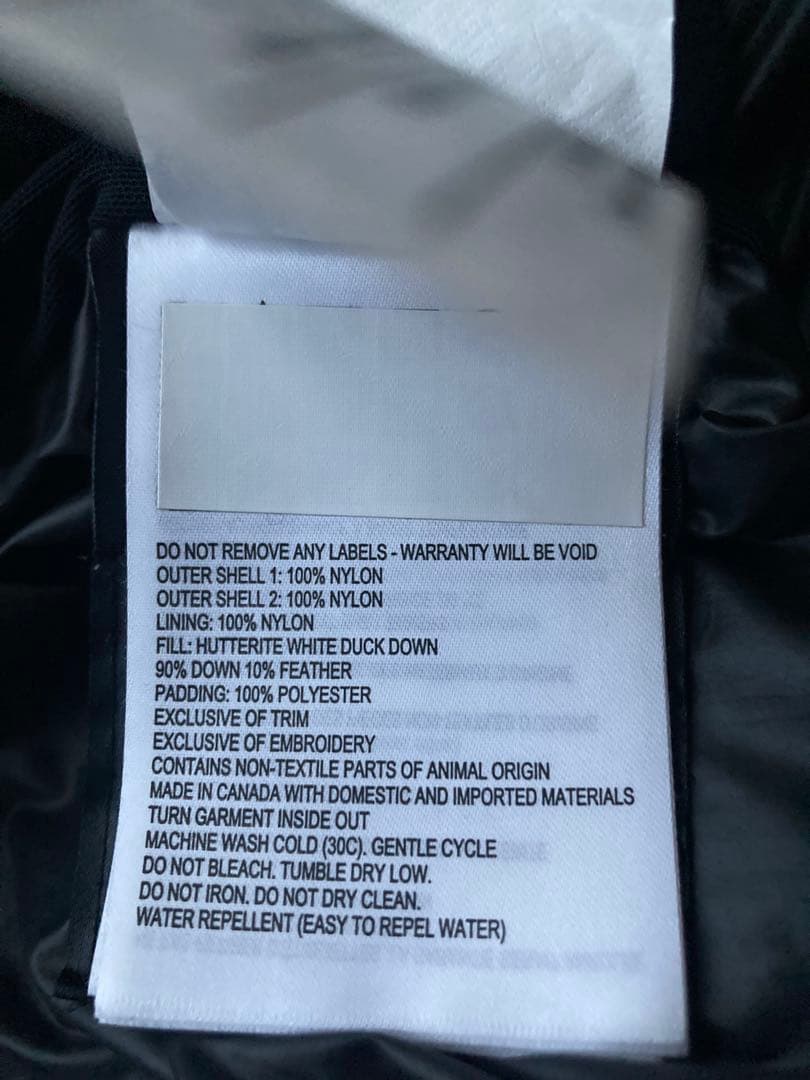 DO NOT REMOVE ANY LABELS - WARRANTY WILL BE VOID
OUTER SHELL 1: 100% NYLON
OUTER SHELL 2: 100% NYLON
LINING: 100% NYLON
FILL: HUTTERITE WHITE DUCK DOWN
90% DOWN 10% FEATHER
PADDING: 100% POLYESTER
EXCLUSIVE OF TRIM
EXCLUSIVE OF EMBROIDERY
CONTAINS NON-TEXTILE PARTS OF ANIMAL ORIGIN
MADE IN CANADA WITH DOMESTIC AND IMPORTED MATERIALS
TURN GARMENT INSIDE OUT
MACHINE WASH COLD (30C). GENTLE CYCLE
DO NOT BLEACH. TUMBLE DRY LOW.
DO NOT IRON. DO NOT DRY CLEAN.
WATER REPELLENT (EASY TO REPEL WATER)